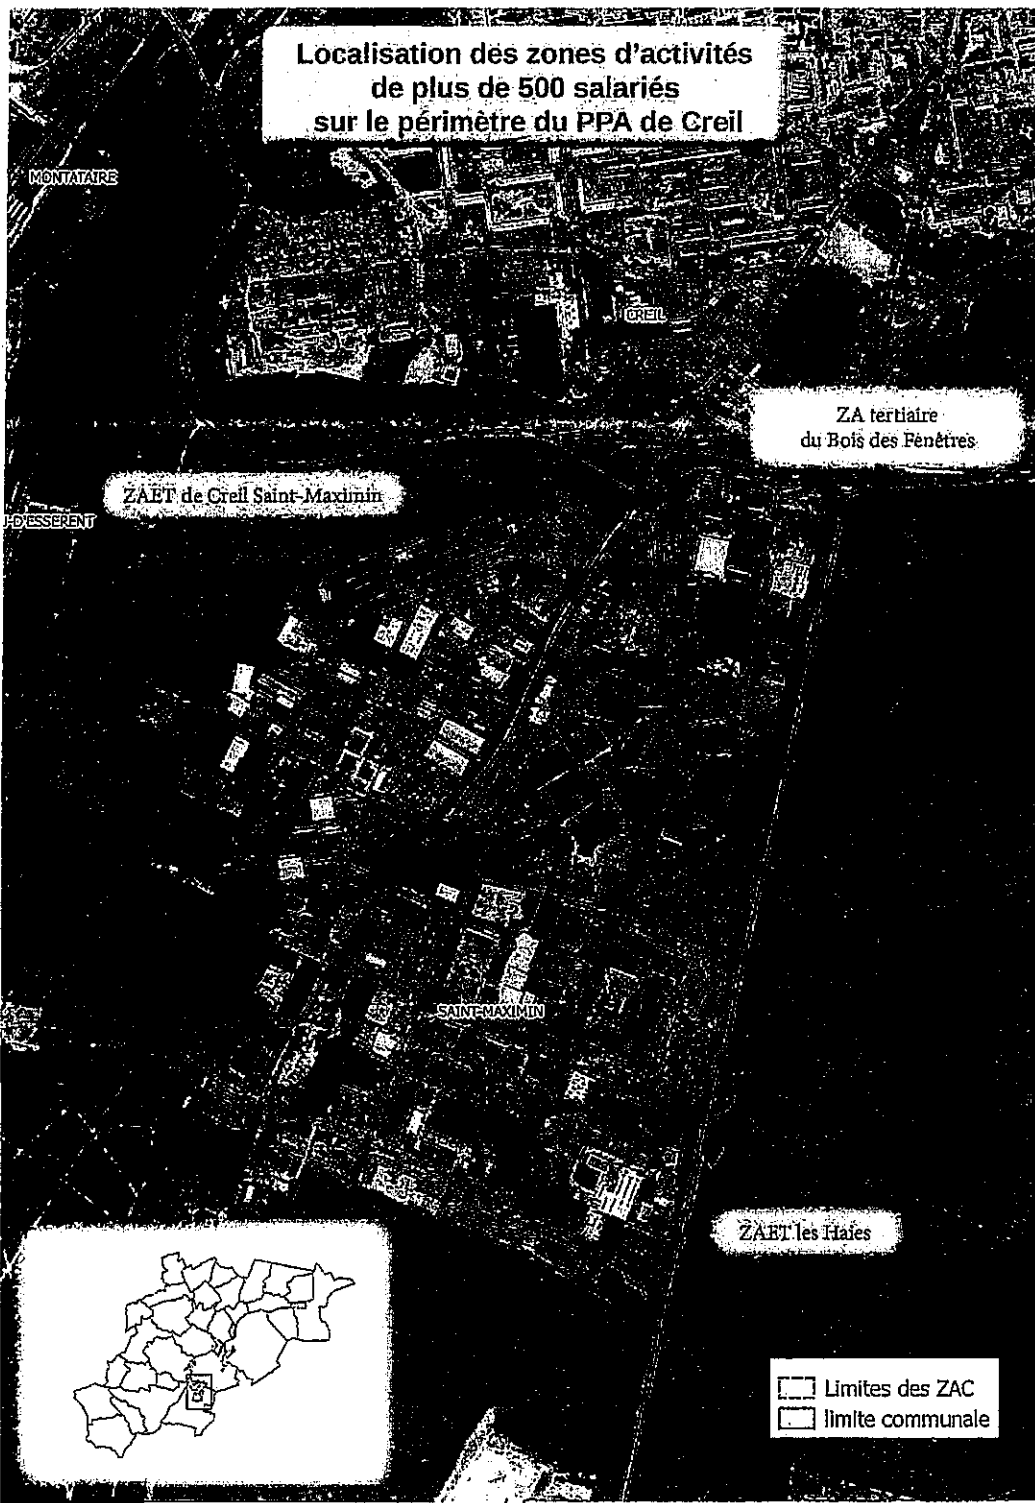 Localisation des zones d'activités
de plus de 500 salariés
sur le périmètre du PPA de Creil
MONTATAIRE
CREIL
ZA tertiaire
du Bois des Fenêtres
ZAET de Creil Saint-Maximin
U-D'ESSERENT
SAINT-MAXIMIN
ZAET les Haies
Limites des ZAC
limite communale